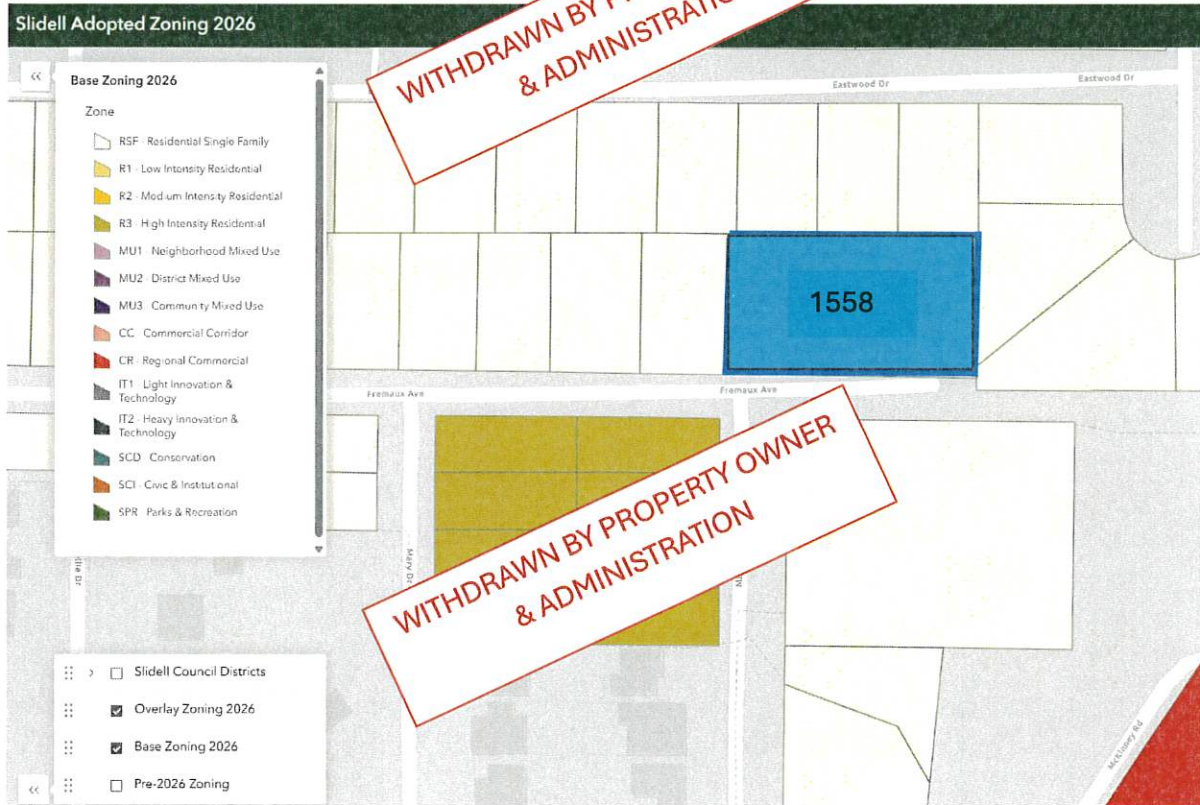 Slidell Adopted Zoning 2026
WITHDRAWN BY
& ADMINISTRATIO
Base Zoning 2026
Zone
RSF - Residential Single Family
R1 - Low Intensity Residential
R2 - Medium Intensity Residential
R3 - High Intensity Residential
MU1 - Neighborhood Mixed Use
MU2 - District Mixed Use
MU3 - Community Mixed Use
CC - Commercial Corridor
CR - Regional Commercial
IT1 - Light Innovation &
Technology
IT2 - Heavy Innovation &
Technology
SCD - Conservation
SCI - Civic & Institutional
SPR - Parks & Recreation
Eastwood Dr
Eastwood Dr
1558
Fremaux Ave
Fremaux Ave
Mary Dr
WITHDRAWN BY PROPERTY OWNER
& ADMINISTRATION
McKinney Rd
Slidell Council Districts
Overlay Zoning 2026
Base Zoning 2026
Pre-2026 Zoning